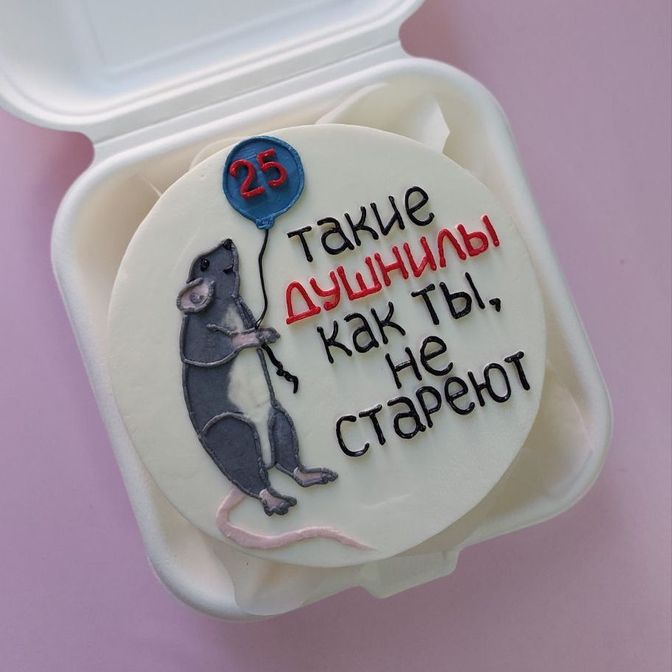 25
такие
душнилы
как ты,
не
стареют